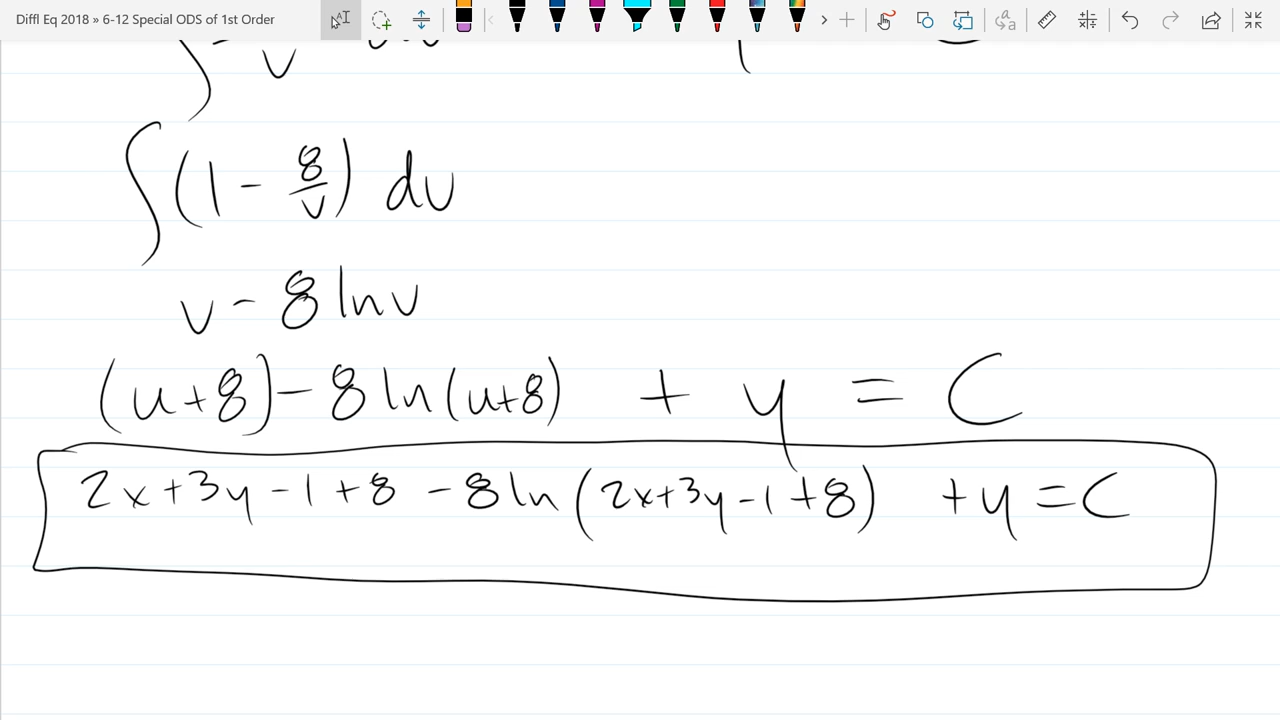 Diffl Eq 2018 » 6-12 Special ODS of 1st Order
∫(1 - 8/v) dv
v - 8 ln v
(u+8) - 8 ln(u+8) + y = C
2x+3y-1+8 - 8 ln(2x+3y-1+8) + y = C